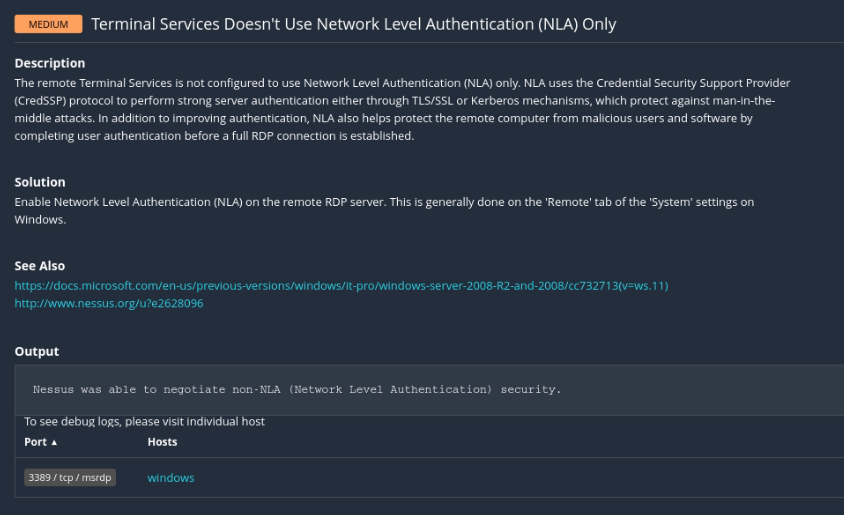 MEDIUM Terminal Services Doesn't Use Network Level Authentication (NLA) Only
Description
The remote Terminal Services is not configured to use Network Level Authentication (NLA) only. NLA uses the Credential Security Support Provider
(CredSSP) protocol to perform strong server authentication either through TLS/SSL or Kerberos mechanisms, which protect against man-in-the-
middle attacks. In addition to improving authentication, NLA also helps protect the remote computer from malicious users and software by
completing user authentication before a full RDP connection is established.
Solution
Enable Network Level Authentication (NLA) on the remote RDP server. This is generally done on the 'Remote' tab of the 'System' settings on
Windows.
See Also
https://docs.microsoft.com/en-us/previous-versions/windows/it-pro/windows-server-2008-R2-and-2008/cc732713(v=ws.11)
http://www.nessus.org/u?e2628096
Output
Nessus was able to negotiate non-NLA (Network Level Authentication) security.
To see debug logs, please visit individual host
Port ▲ Hosts
3389 / tcp / msrdp windows